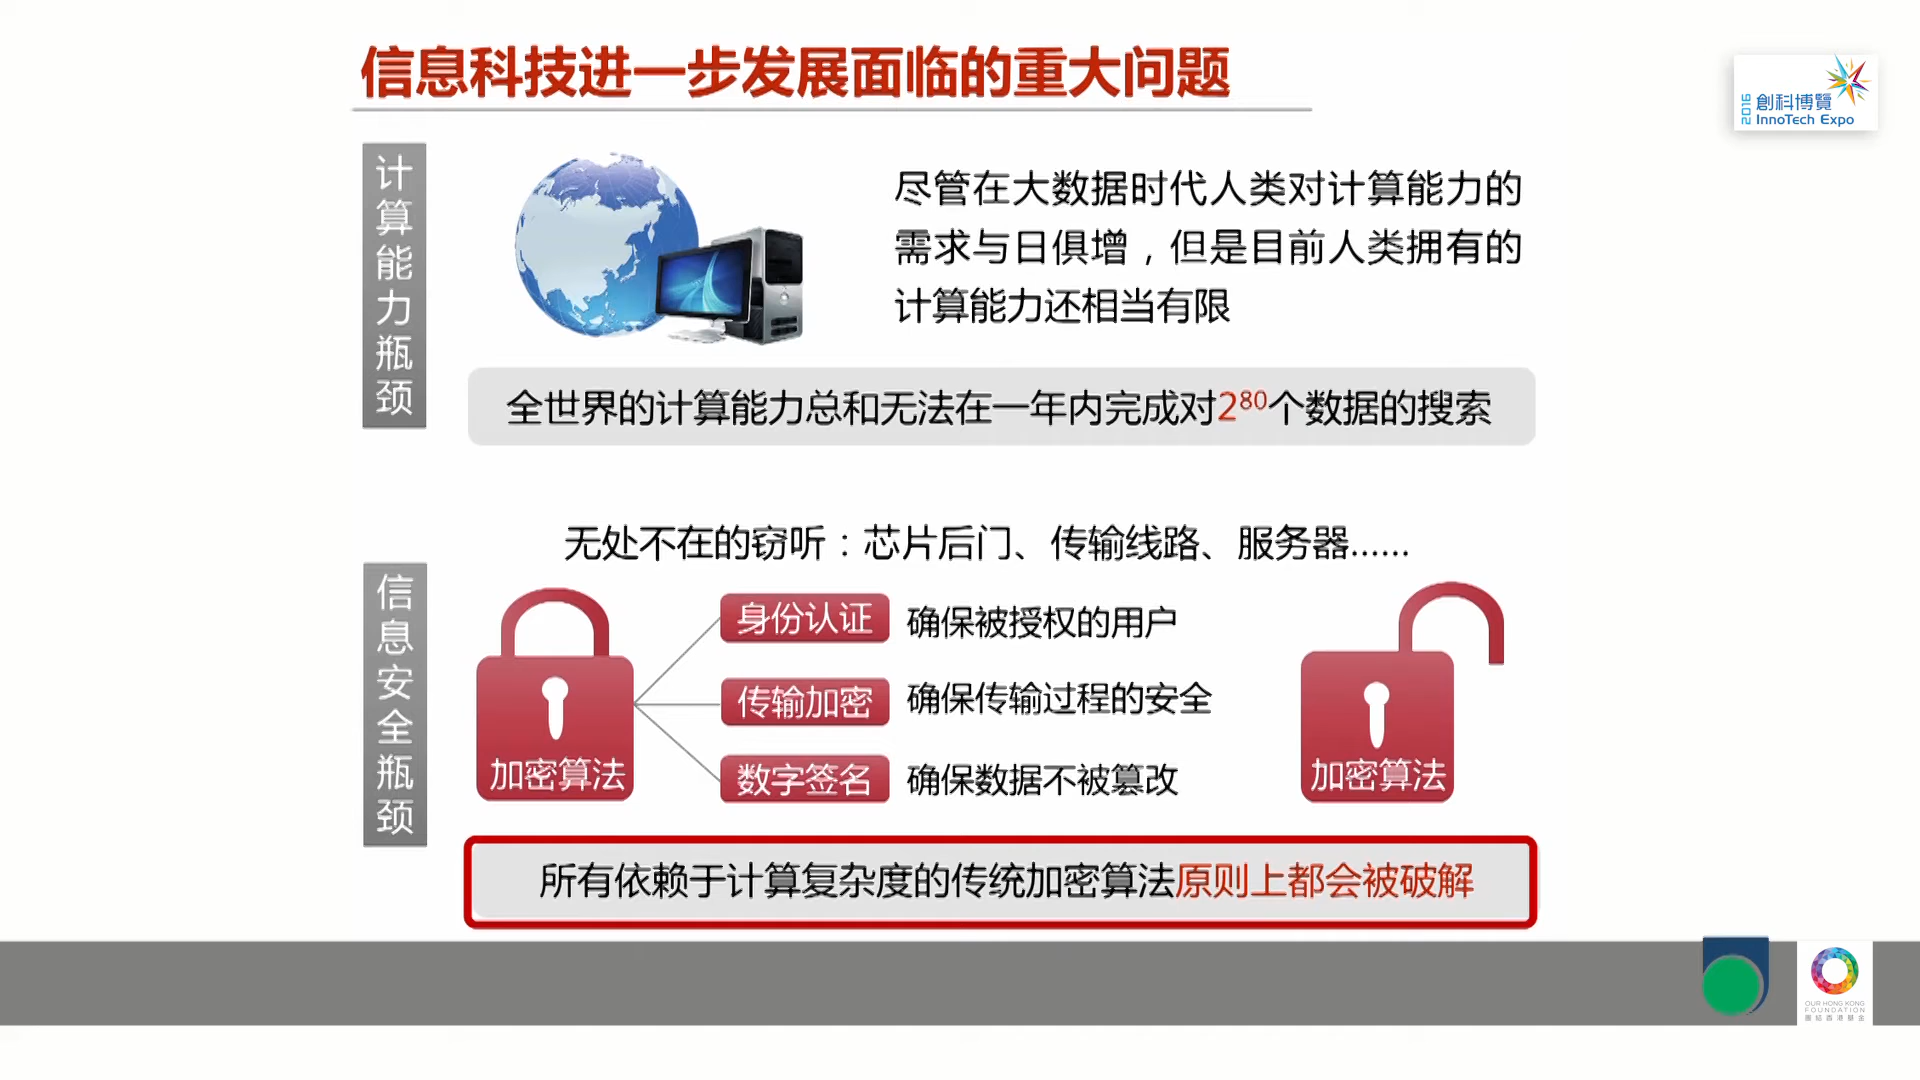 信息科技进一步发展面临的重大问题
2016
創科博覽
InnoTech Expo
计算能力瓶颈
尽管在大数据时代人类对计算能力的
需求与日俱增，但是目前人类拥有的
计算能力还相当有限
全世界的计算能力总和无法在一年内完成对2⁸⁰个数据的搜索
信息安全瓶颈
无处不在的窃听：芯片后门、传输线路、服务器......
加密算法
身份认证 确保被授权的用户
传输加密 确保传输过程的安全
数字签名 确保数据不被篡改
加密算法
所有依赖于计算复杂度的传统加密算法原则上都会被破解
OUR HONG KONG
FOUNDATION
團結香港基金